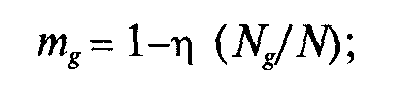 m_g = 1–η (N_g/N);